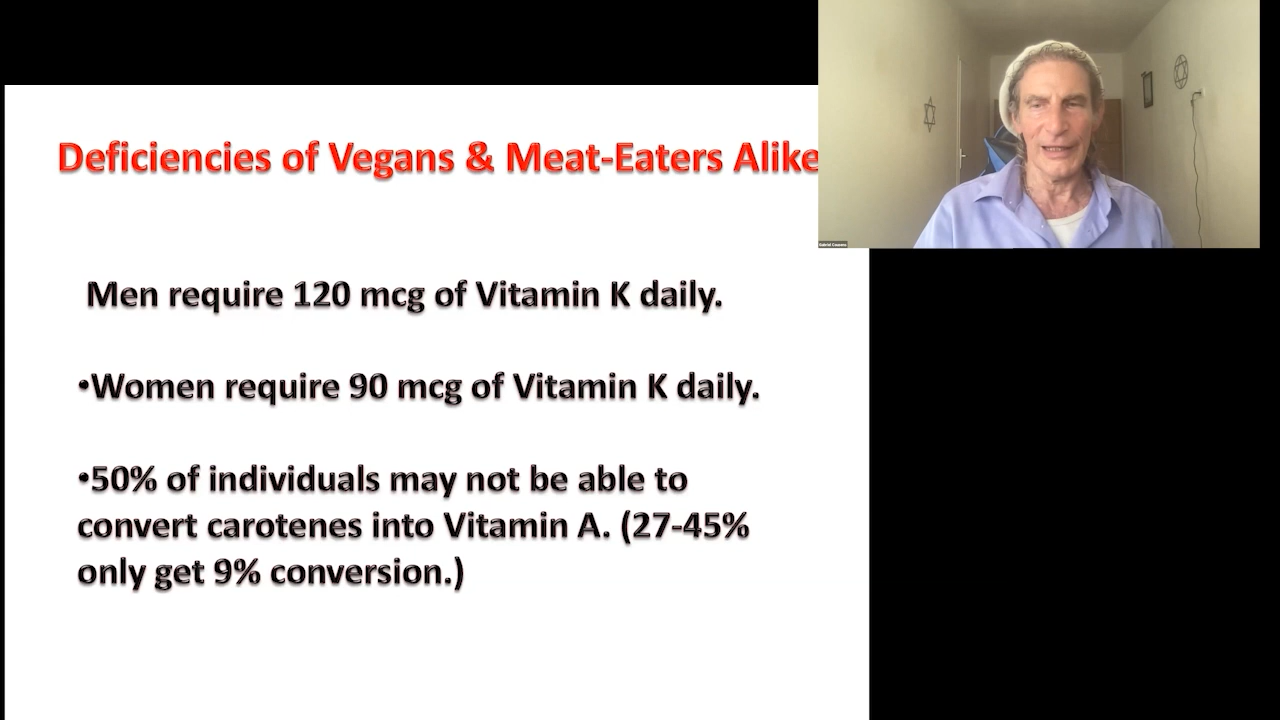 Deficiencies of Vegans & Meat-Eaters Alike
Men require 120 mcg of Vitamin K daily.
•Women require 90 mcg of Vitamin K daily.
•50% of individuals may not be able to
convert carotenes into Vitamin A. (27-45%
only get 9% conversion.)
Gabriel Cousens